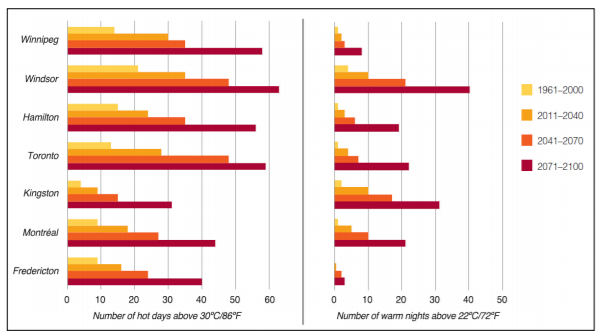 Winnipeg
Windsor
Hamilton
Toronto
Kingston
Montréal
Fredericton
0 10 20 30 40 50 60
Number of hot days above 30°C/86°F
0 10 20 30 40 50
Number of warm nights above 22°C/72°F
1961–2000
2011–2040
2041–2070
2071–2100